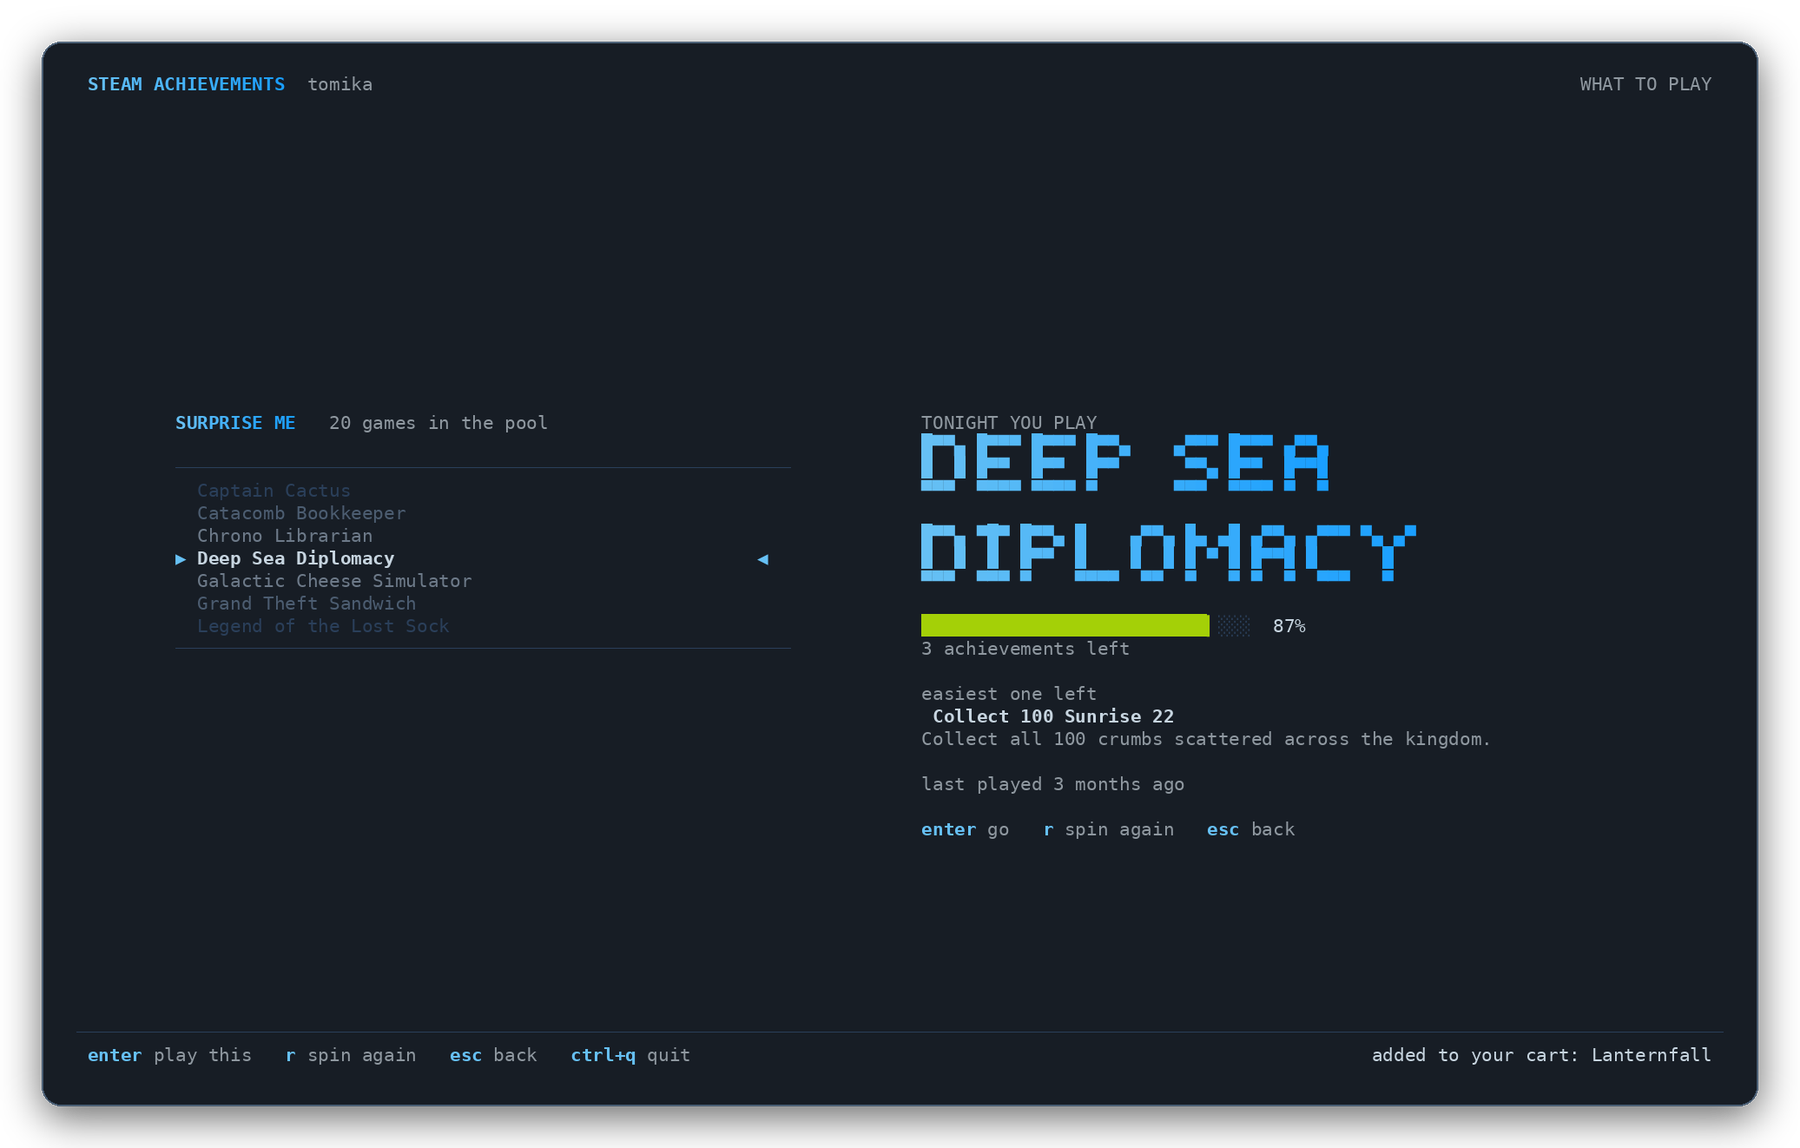 STEAM ACHIEVEMENTS tomika
WHAT TO PLAY
SURPRISE ME 20 games in the pool
Captain Cactus
Catacomb Bookkeeper
Chrono Librarian
▶ Deep Sea Diplomacy ◀
Galactic Cheese Simulator
Grand Theft Sandwich
Legend of the Lost Sock
TONIGHT YOU PLAY
DEEP SEA
DIPLOMACY
87%
3 achievements left
easiest one left
Collect 100 Sunrise 22
Collect all 100 crumbs scattered across the kingdom.
last played 3 months ago
enter go r spin again esc back
enter play this r spin again esc back ctrl+q quit
added to your cart: Lanternfall